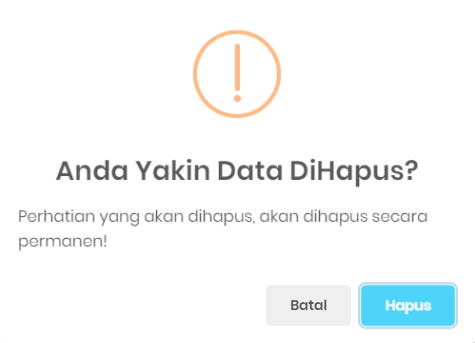 Anda Yakin Data DiHapus?
Perhatian yang akan dihapus, akan dihapus secara
permanen!
Batal
Hapus